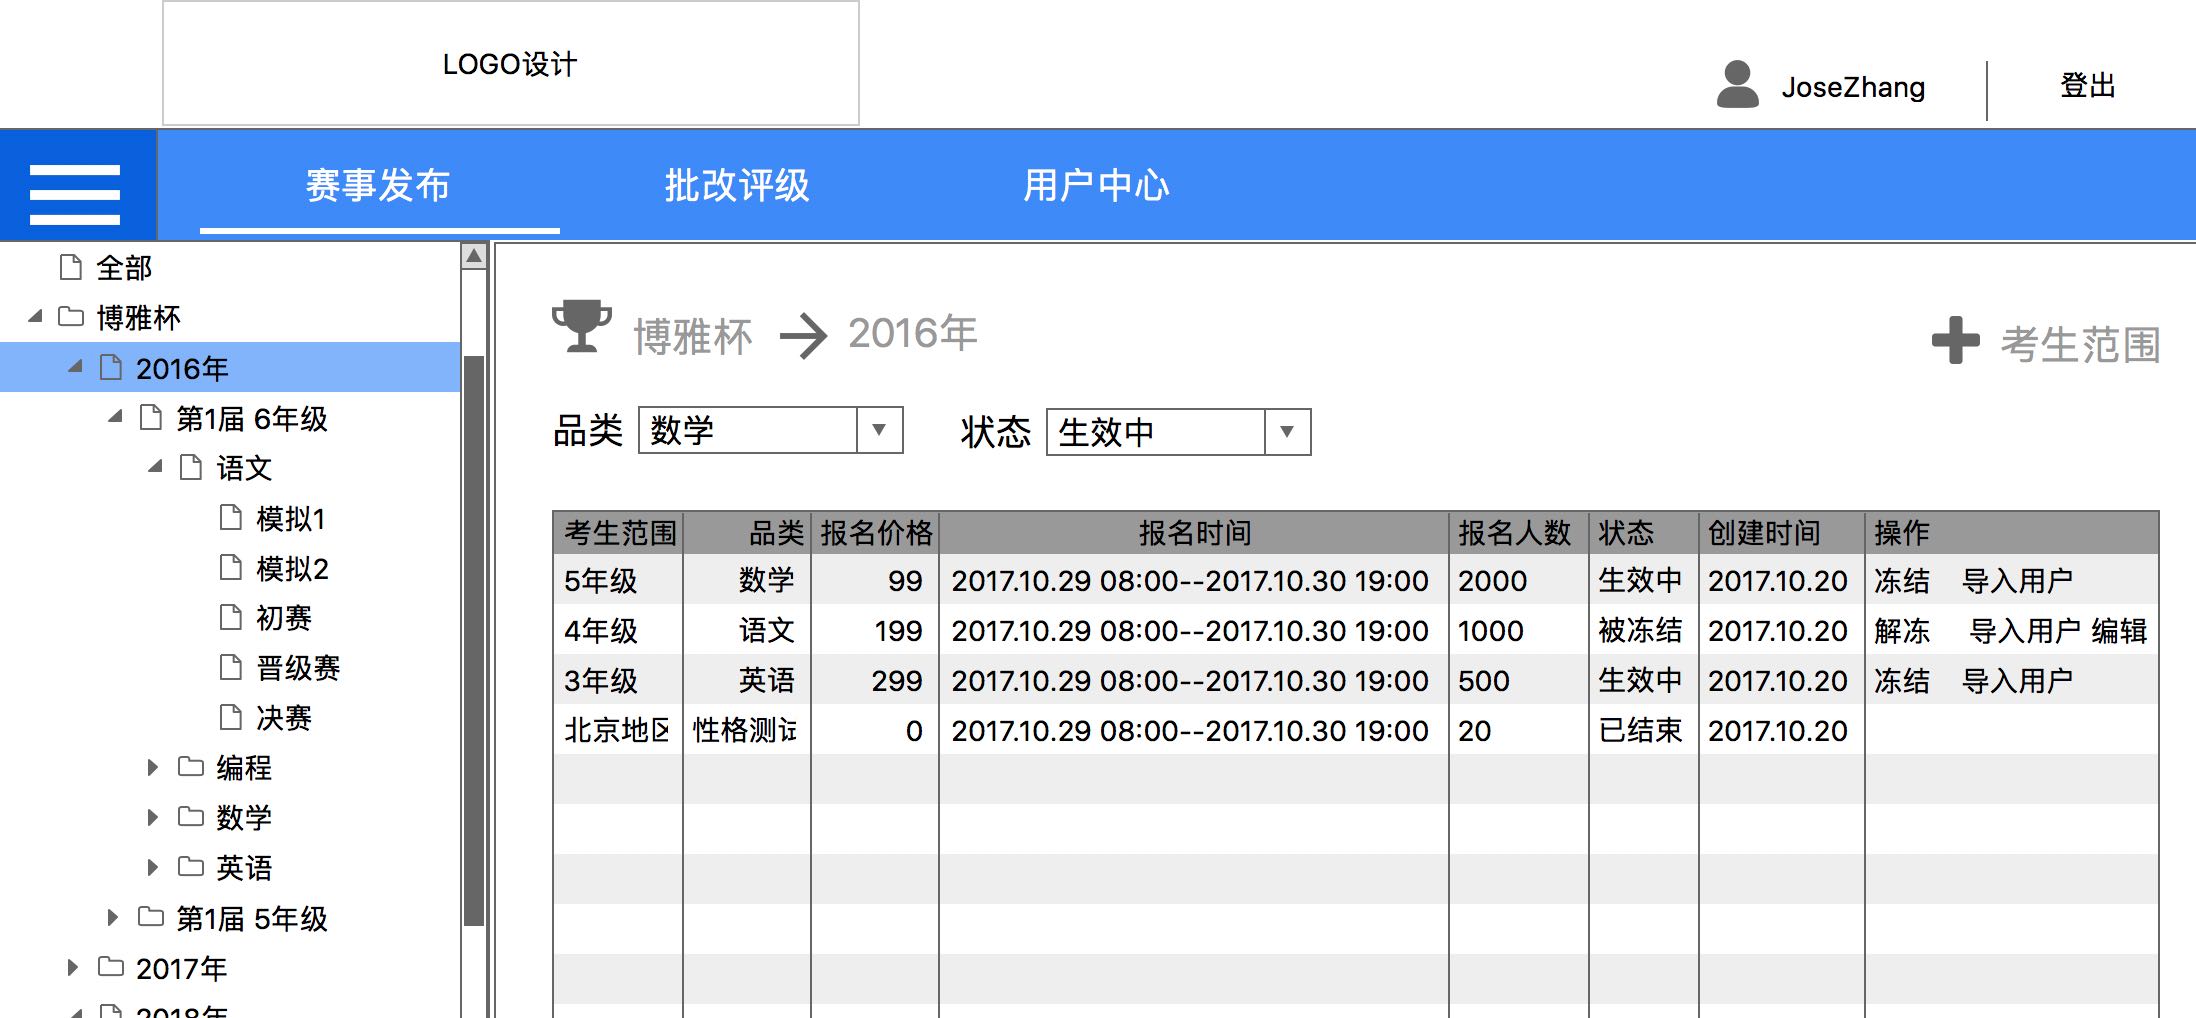 LOGO设计
JoseZhang 登出
赛事发布 批改评级 用户中心
全部
博雅杯
2016年
第1届 6年级
语文
模拟1
模拟2
初赛
晋级赛
决赛
编程
数学
英语
第1届 5年级
2017年
2018年
博雅杯 2016年
考生范围
品类 数学 状态 生效中
考生范围 品类 报名价格 报名时间 报名人数 状态 创建时间 操作
5年级 数学 99 2017.10.29 08:00--2017.10.30 19:00 2000 生效中 2017.10.20 冻结 导入用户
4年级 语文 199 2017.10.29 08:00--2017.10.30 19:00 1000 被冻结 2017.10.20 解冻 导入用户 编辑
3年级 英语 299 2017.10.29 08:00--2017.10.30 19:00 500 生效中 2017.10.20 冻结 导入用户
北京地区 性格测试 0 2017.10.29 08:00--2017.10.30 19:00 20 已结束 2017.10.20